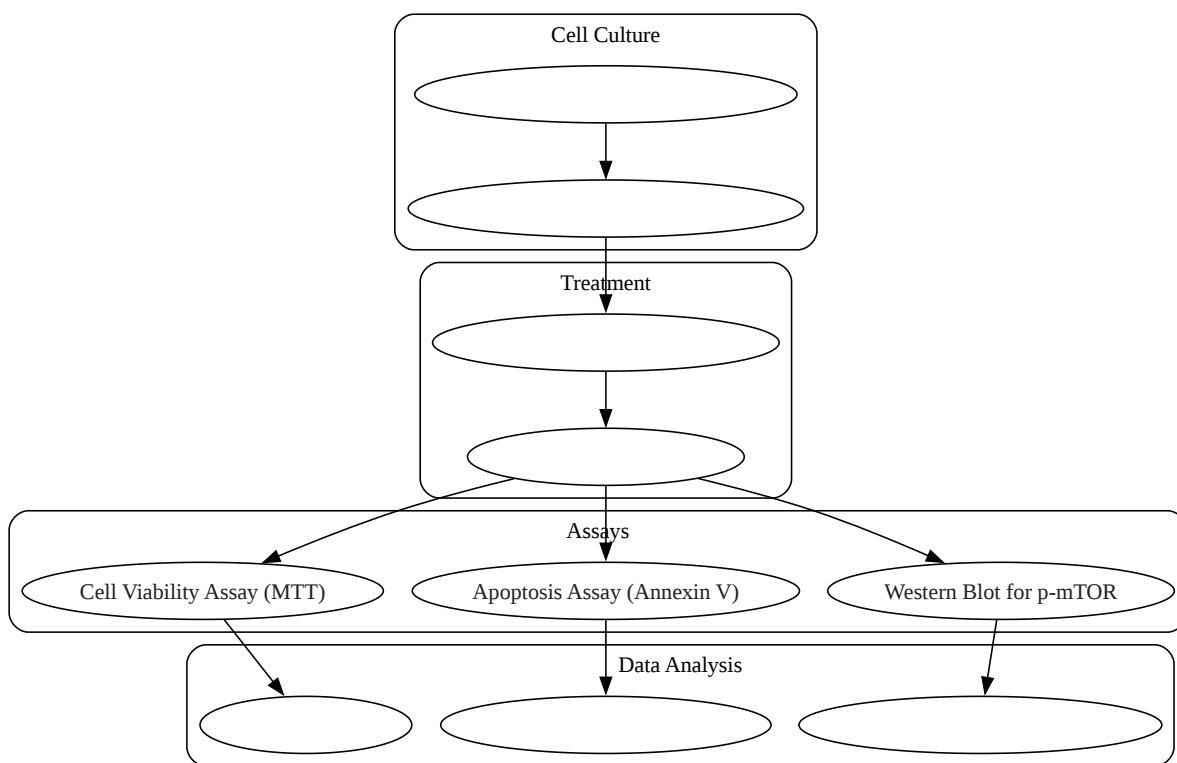 Cell Culture
Treatment
Assays
Cell Viability Assay (MTT)
Apoptosis Assay (Annexin V)
Western Blot for p-mTOR
Data Analysis